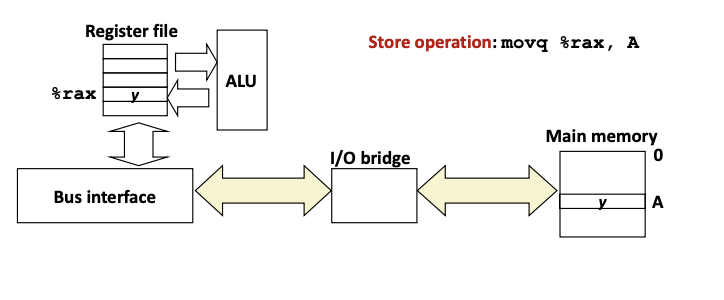 Register file
Store operation: movq %rax, A
ALU
%rax
y
Main memory
0
I/O bridge
Bus interface
y
A